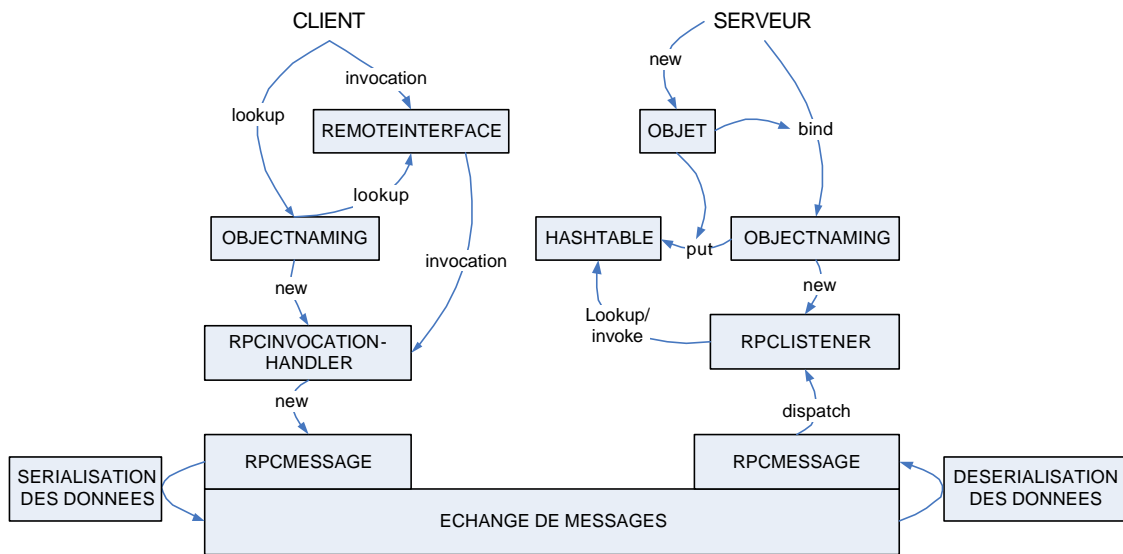 CLIENT
SERVEUR
new
invocation
lookup
REMOTEINTERFACE
OBJET
bind
lookup
OBJECTNAMING
HASHTABLE
put
OBJECTNAMING
invocation
new
new
Lookup/
invoke
RPCINVOCATION-
HANDLER
RPCLISTENER
new
dispatch
RPCMESSAGE
RPCMESSAGE
SERIALISATION
DES DONNEES
DESERIALISATION
DES DONNEES
ECHANGE DE MESSAGES